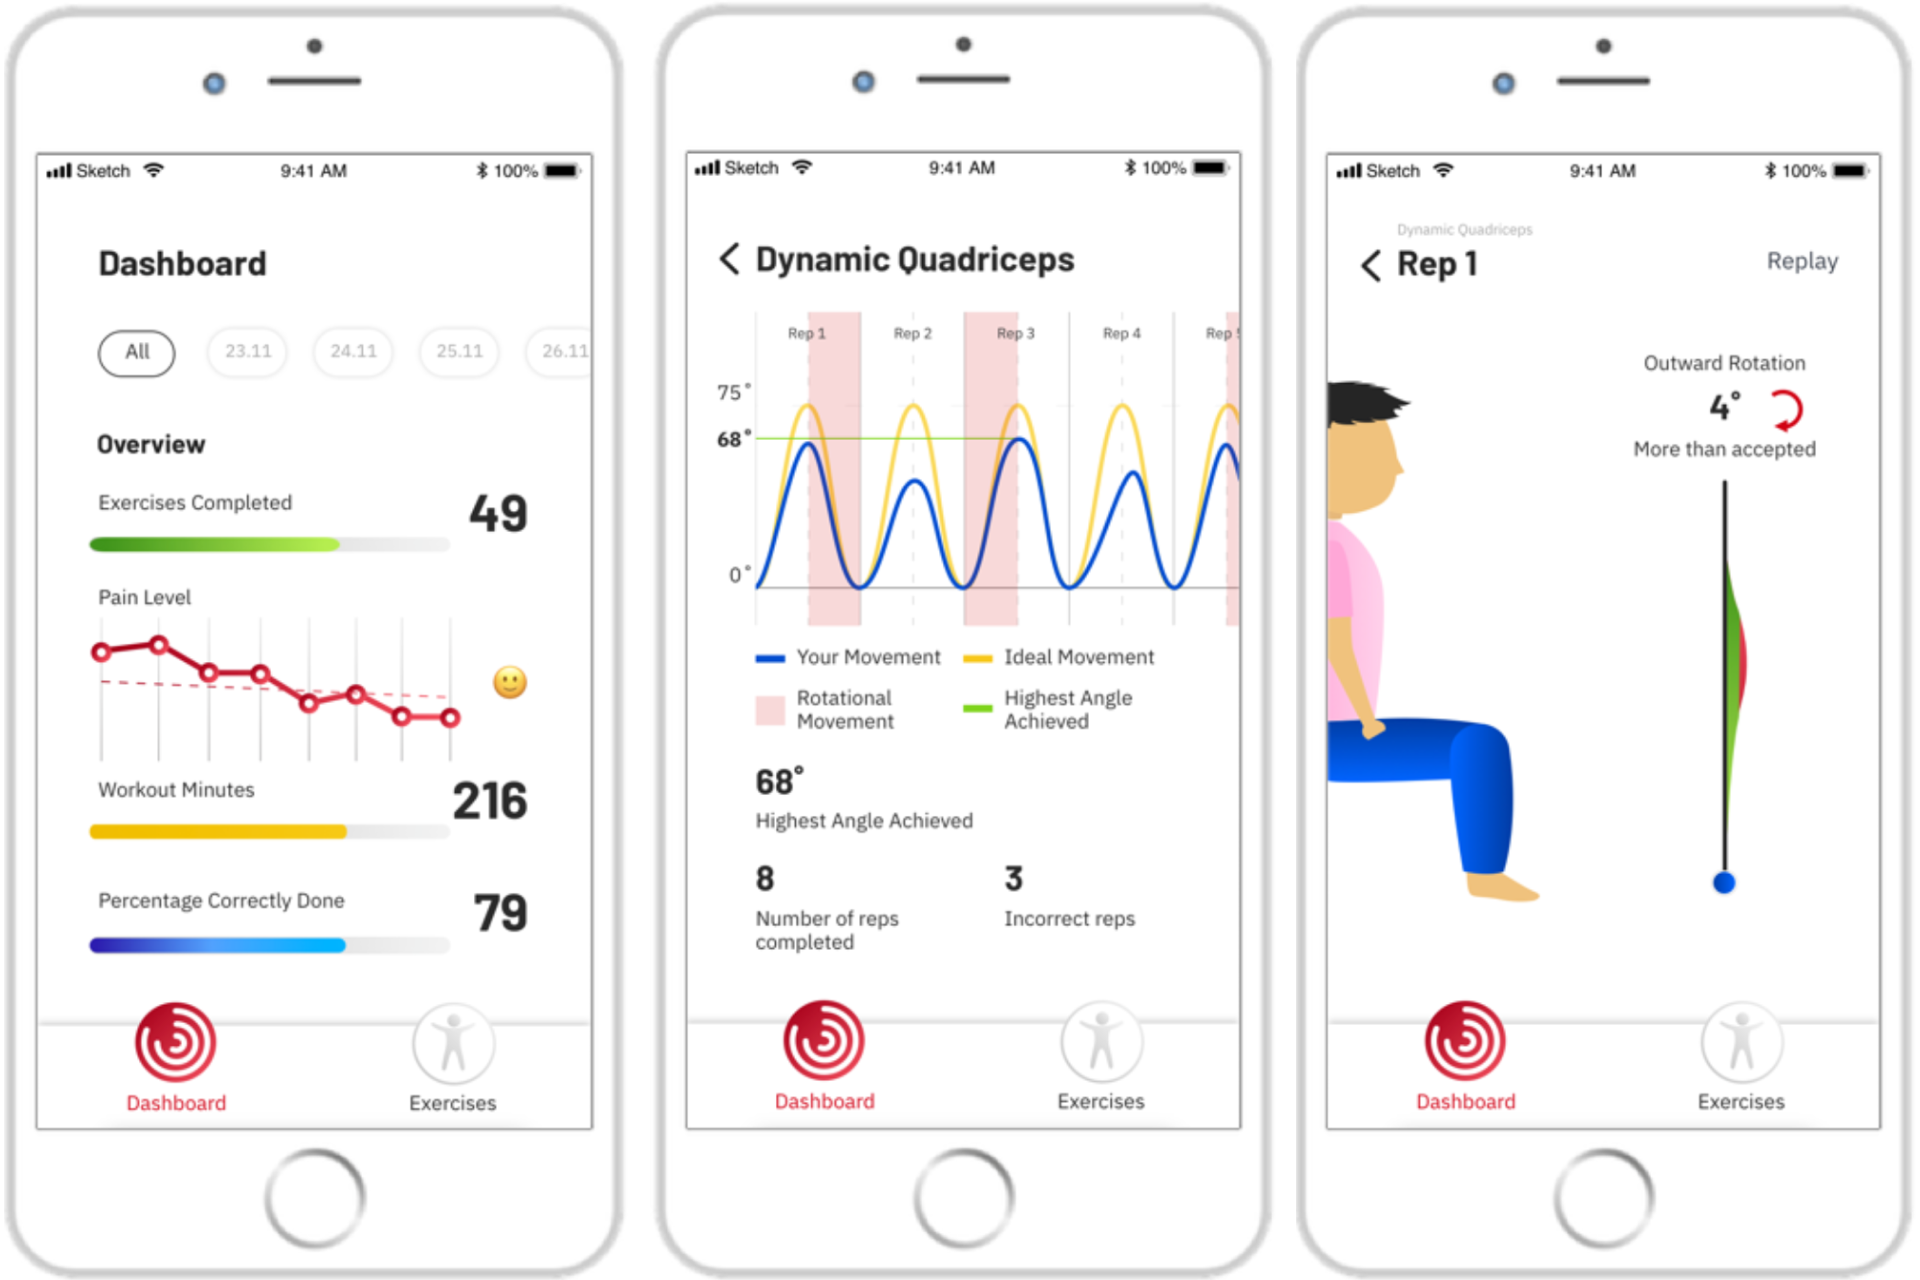 Sketch 9:41 AM 100%
Dashboard
All 23.11 24.11 25.11 26.11
Overview
Exercises Completed 49
Pain Level
Workout Minutes 216
Percentage Correctly Done 79
Dashboard Exercises
Sketch 9:41 AM 100%
Dynamic Quadriceps
Rep 1 Rep 2 Rep 3 Rep 4 Rep
75°
68°
0°
Your Movement Ideal Movement
Rotational Highest Angle
Movement Achieved
68°
Highest Angle Achieved
8 3
Number of reps Incorrect reps
completed
Dashboard Exercises
Sketch 9:41 AM 100%
Dynamic Quadriceps
Rep 1 Replay
Outward Rotation
4°
More than accepted
Dashboard Exercises